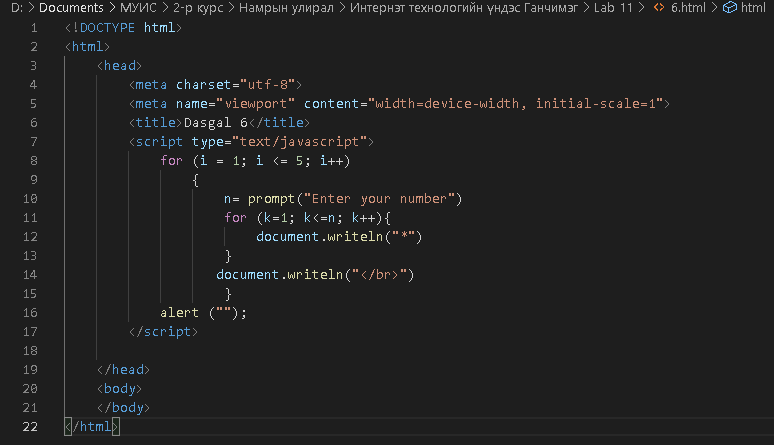 D: > Documents > МУИС > 2-р курс > Намрын улирал > Интернэт технологийн үндэс Ганчимэг > Lab 11 > <> 6.html > html
1 <!DOCTYPE html>
2 <html>
3 <head>
4 <meta charset="utf-8">
5 <meta name="viewport" content="width=device-width, initial-scale=1">
6 <title>Dasgal 6</title>
7 <script type="text/javascript">
8 for (i = 1; i <= 5; i++)
9 {
10 n= prompt("Enter your number")
11 for (k=1; k<=n; k++){
12 document.writeln("*")
13 }
14 document.writeln("</br>")
15 }
16 alert ("");
17 </script>
18
19 </head>
20 <body>
21 </body>
22 </html>